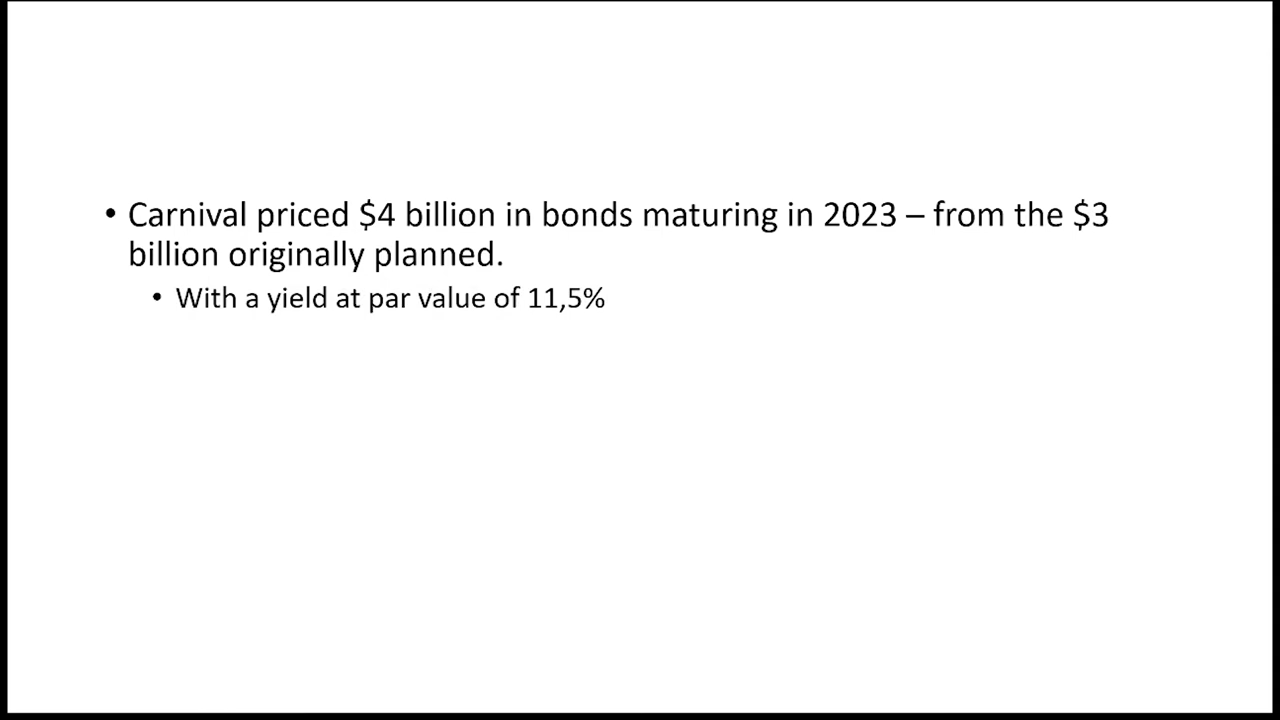 • Carnival priced $4 billion in bonds maturing in 2023 – from the $3
billion originally planned.
• With a yield at par value of 11,5%